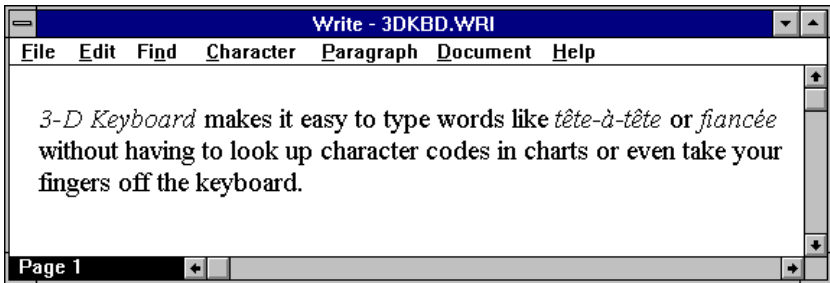 Write - 3DKBD.WRI
File Edit Find Character Paragraph Document Help
3-D Keyboard makes it easy to type words like tête-à-tête or fiancée
without having to look up character codes in charts or even take your
fingers off the keyboard.
Page 1